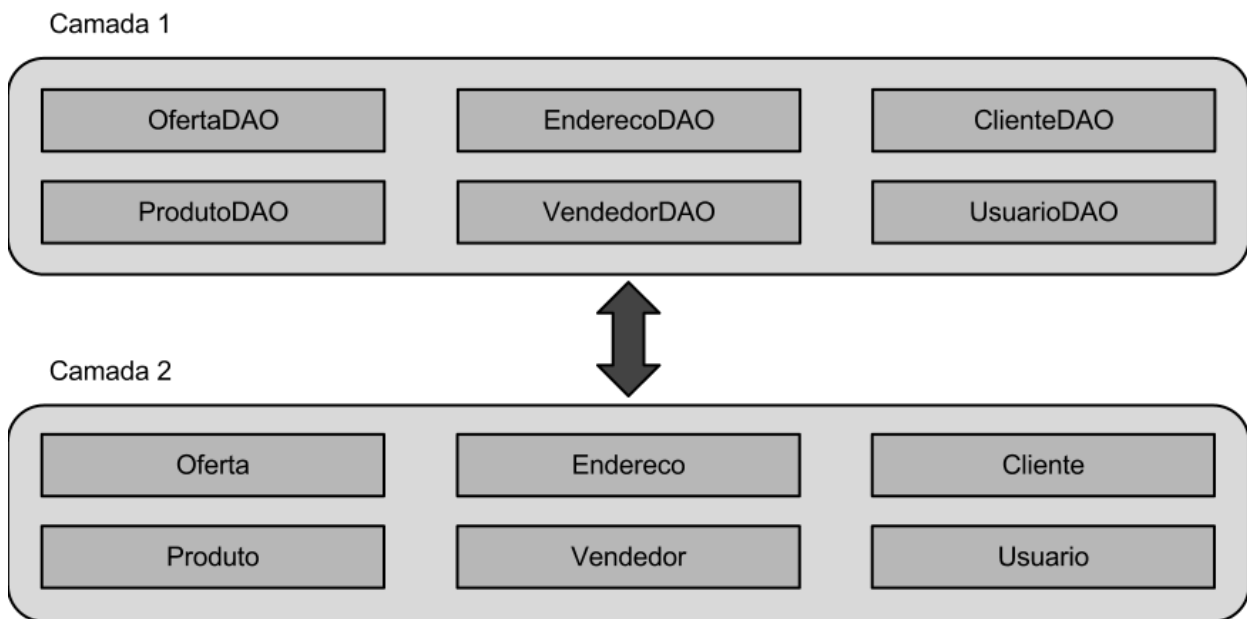 Camada 1
OfertaDAO EnderecoDAO ClienteDAO
ProdutoDAO VendedorDAO UsuarioDAO
Camada 2
Oferta Endereco Cliente
Produto Vendedor Usuario